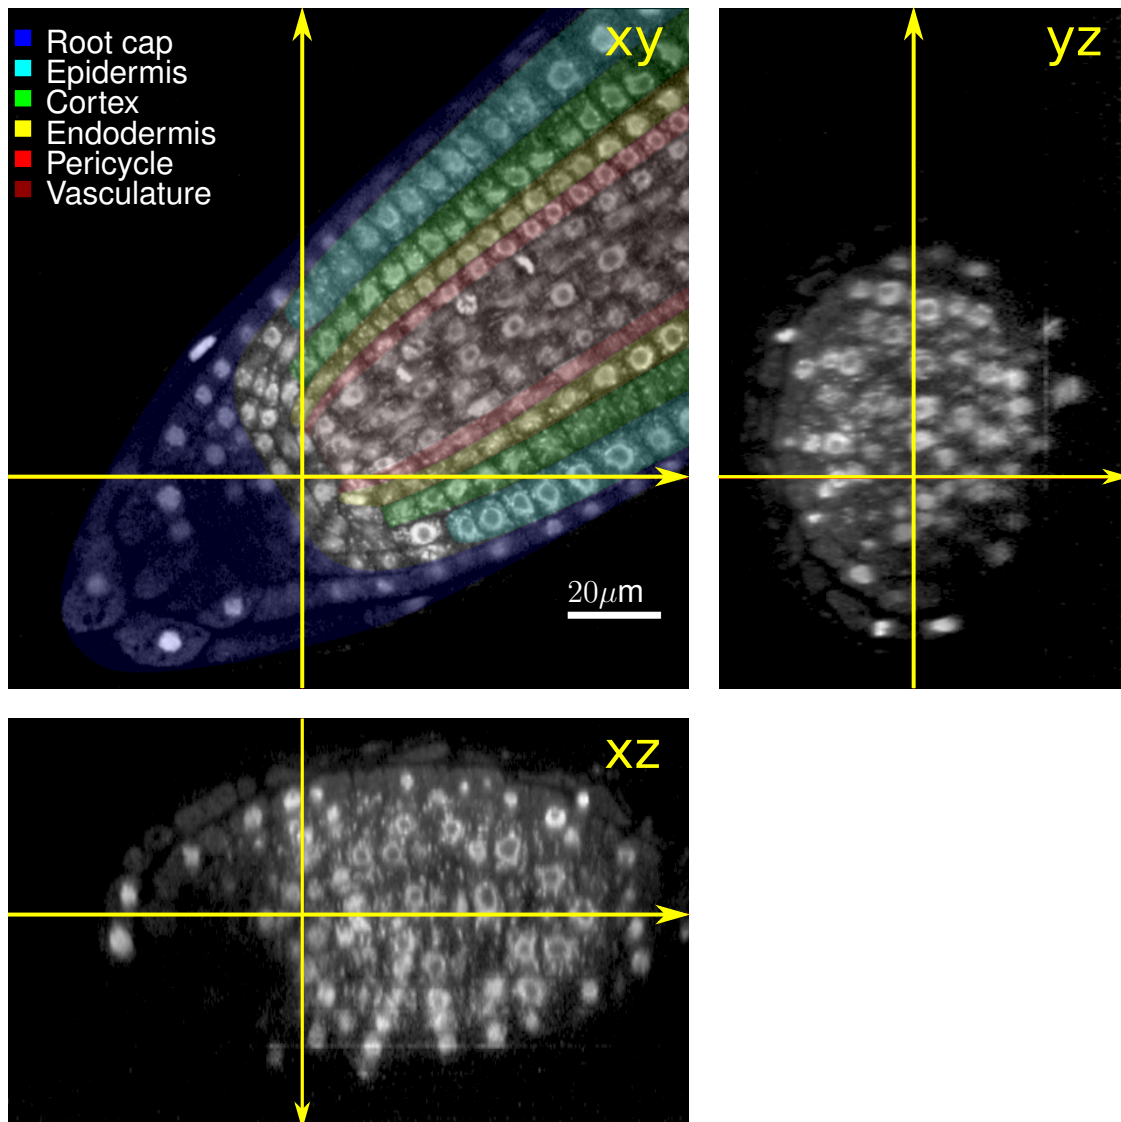 xy
yz
Root cap
Epidermis
Cortex
Endodermis
Pericycle
Vasculature
20μm
xz